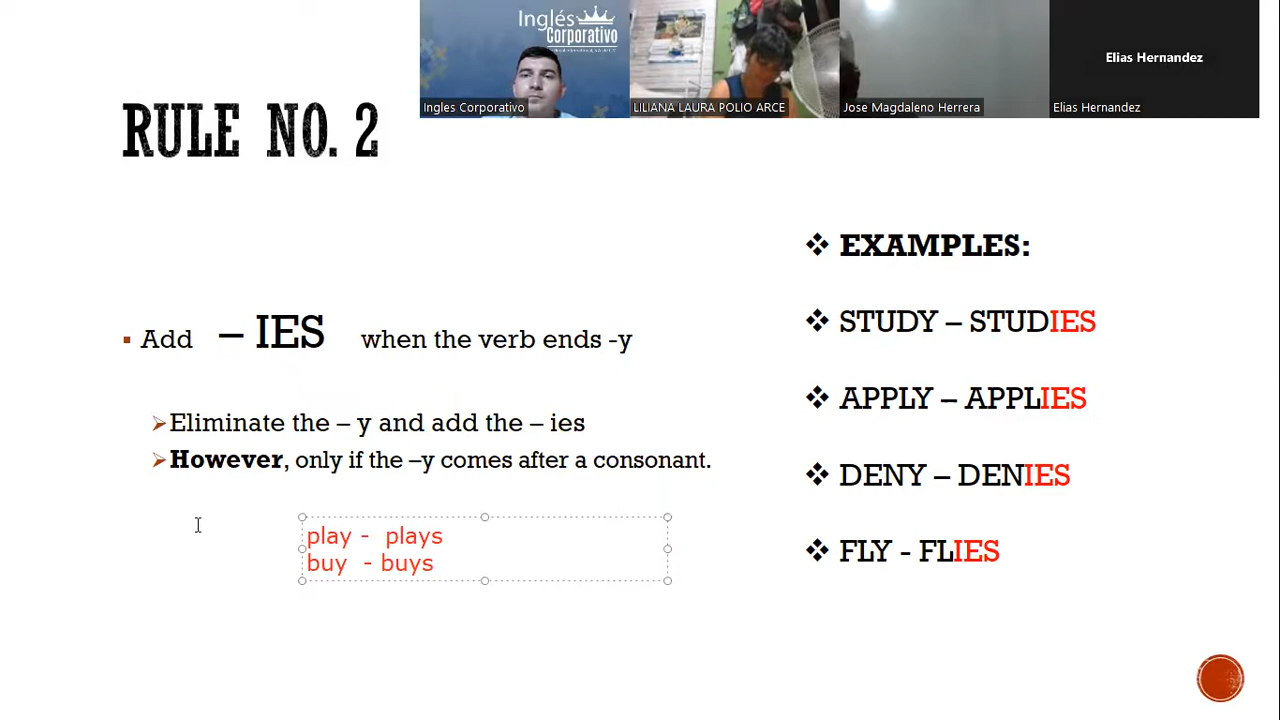 Inglés
Corporativo
Ingles Corporativo
LILIANA LAURA POLIO ARCE
Jose Magdaleno Herrera
Elias Hernandez
Elias Hernandez
RULE NO. 2
Add – IES when the verb ends -y
Eliminate the – y and add the – ies
However, only if the –y comes after a consonant.
play - plays
buy - buys
EXAMPLES:
STUDY – STUDIES
APPLY – APPLIES
DENY – DENIES
FLY - FLIES